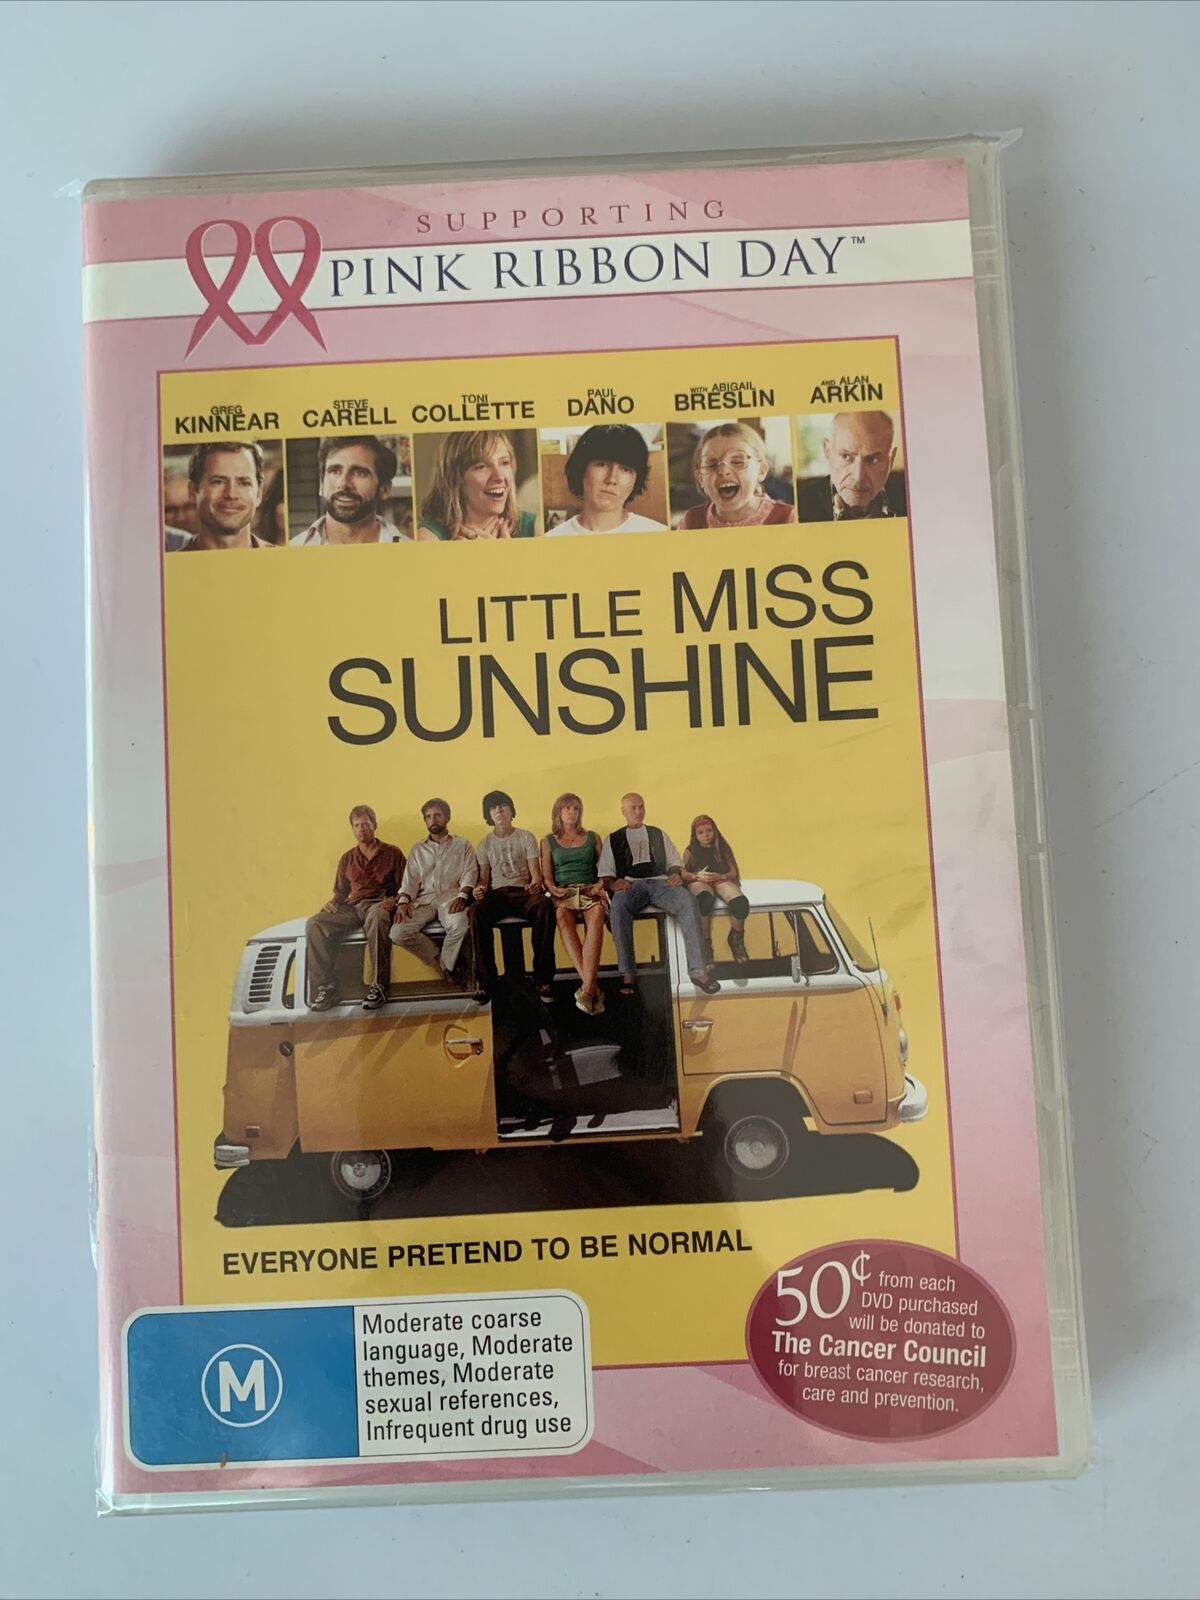 SUPPORTING
PINK RIBBON DAY™
GREG KINNEAR
STEVE CARELL
TONI COLLETTE
PAUL DANO
WITH ABIGAIL BRESLIN
AND ALAN ARKIN
LITTLE MISS
SUNSHINE
EVERYONE PRETEND TO BE NORMAL
M
Moderate coarse
language, Moderate
themes, Moderate
sexual references,
Infrequent drug use
50¢ from each
DVD purchased
will be donated to
The Cancer Council
for breast cancer research,
care and prevention.